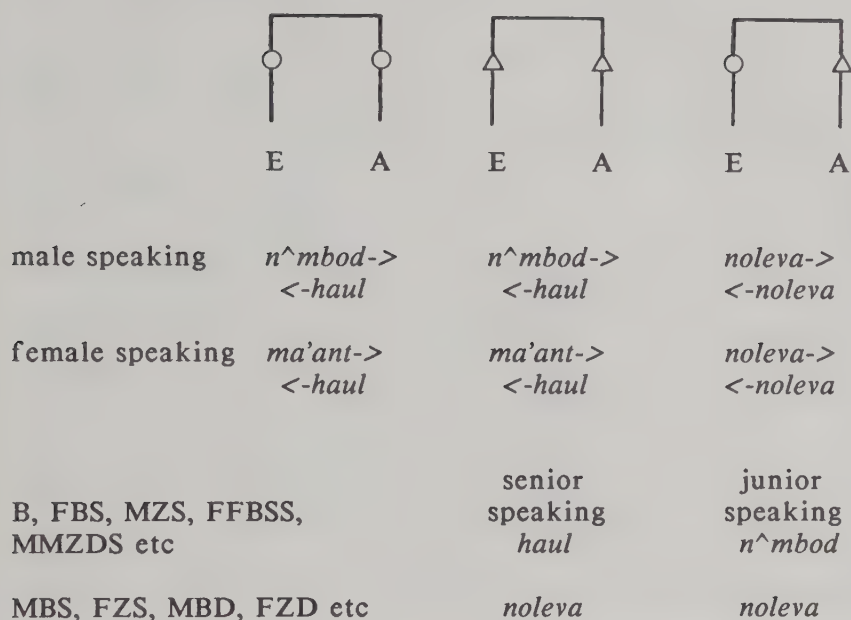 E A E A E A
male speaking n^mbod-> n^mbod-> noleva->
<-haul <-haul <-noleva
female speaking ma'ant-> ma'ant-> noleva->
<-haul <-haul <-noleva
senior junior
B, FBS, MZS, FFBSS, speaking speaking
MMZDS etc haul n^mbod
MBS, FZS, MBD, FZD etc noleva noleva